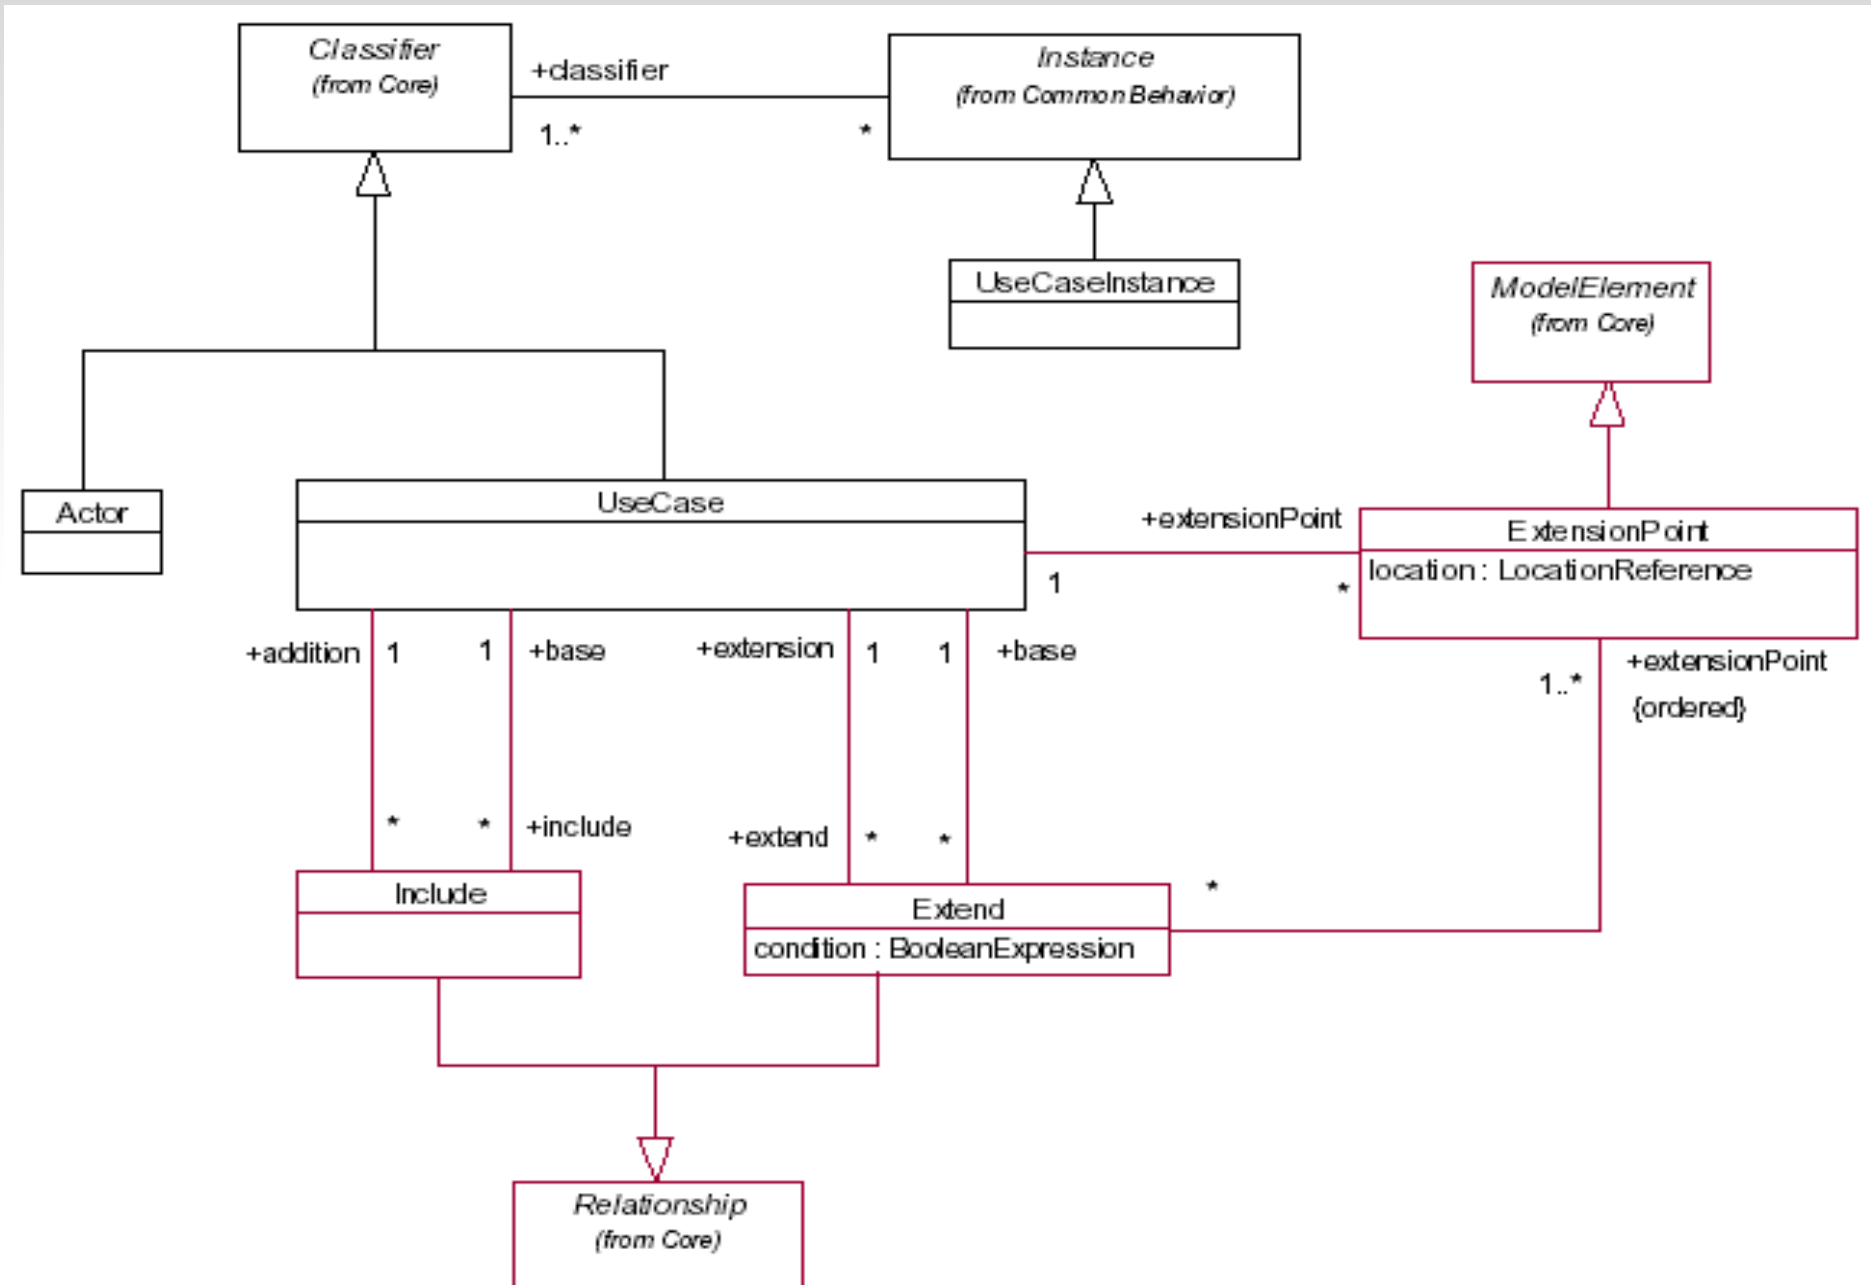 Classifier
(from Core)
+classifier
1..*
*
Instance
(from Common Behavior)
UseCaseInstance
ModelElement
(from Core)
Actor
UseCase
+extensionPoint
1
*
ExtensionPoint
location : LocationReference
+addition
1
1
+base
+extension
1
1
+base
+extensionPoint
1..*
{ordered}
*
*
+include
+extend
*
*
Include
Extend
condition : BooleanExpression
*
Relationship
(from Core)